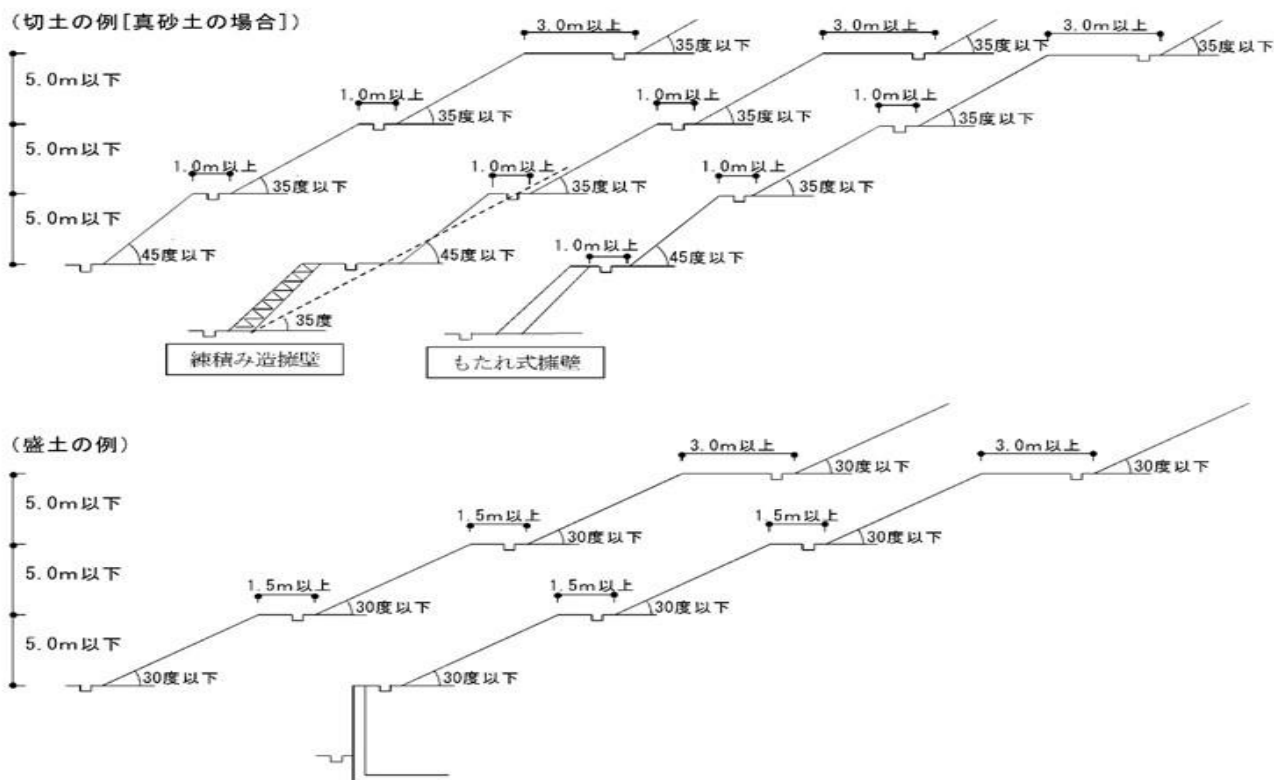 (切土の例[真砂土の場合])
3.0m以上 3.0m以上 3.0m以上
35度以下 35度以下 35度以下
5.0m以下
1.0m以上 1.0m以上 1.0m以上
35度以下 35度以下 35度以下
5.0m以下
1.0m以上 1.0m以上 1.0m以上
35度以下 35度以下 35度以下
5.0m以下
1.0m以上
45度以下 45度以下 45度以下
35度
練積み造擁壁 もたれ式擁壁
(盛土の例)
3.0m以上 3.0m以上
30度以下 30度以下
5.0m以下
1.5m以上 1.5m以上
30度以下 30度以下
5.0m以下
1.5m以上 1.5m以上
30度以下 30度以下
5.0m以下
30度以下 30度以下